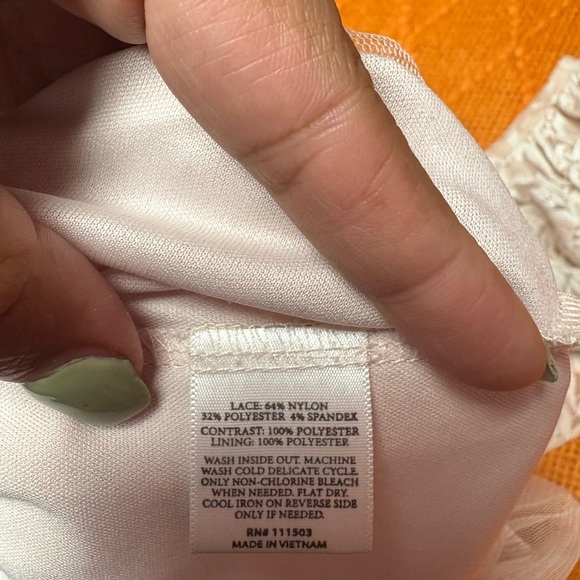 LACE: 64% NYLON
32% POLYESTER 4% SPANDEX
CONTRAST: 100% POLYESTER
LINING: 100% POLYESTER
WASH INSIDE OUT. MACHINE
WASH COLD DELICATE CYCLE.
ONLY NON-CHLORINE BLEACH
WHEN NEEDED. FLAT DRY.
COOL IRON ON REVERSE SIDE
ONLY IF NEEDED.
RN# 111503
MADE IN VIETNAM